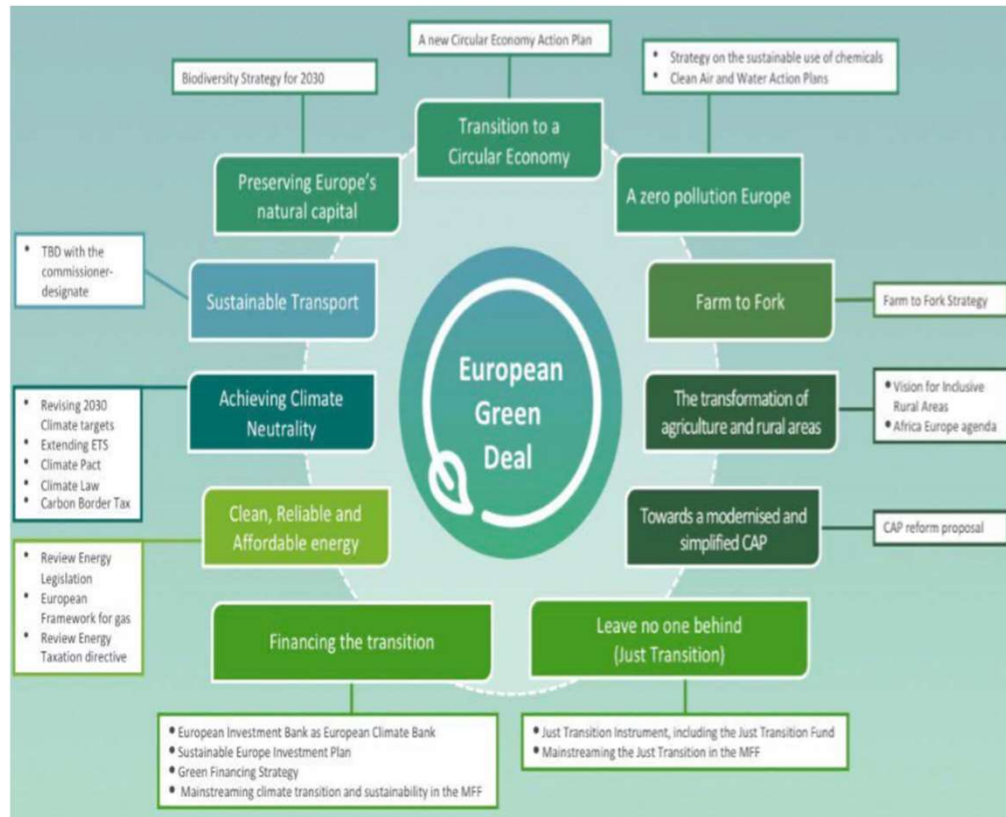 A new Circular Economy Action Plan
Biodiversity Strategy for 2030
• Strategy on the sustainable use of chemicals
• Clean Air and Water Action Plans
Transition to a
Circular Economy
Preserving Europe's
natural capital
A zero pollution Europe
• TBD with the
commissioner-
designate
Sustainable Transport
Farm to Fork
Farm to Fork Strategy
European
Green
Deal
• Revising 2030
Climate targets
• Extending ETS
• Climate Pact
• Climate Law
• Carbon Border Tax
Achieving Climate
Neutrality
The transformation of
agriculture and rural areas
• Vision for Inclusive
Rural Areas
• Africa Europe agenda
Clean, Reliable and
Affordable energy
Towards a modernised and
simplified CAP
CAP reform proposal
• Review Energy
Legislation
• European
Framework for gas
• Review Energy
Taxation directive
Financing the transition
Leave no one behind
(Just Transition)
• European Investment Bank as European Climate Bank
• Sustainable Europe Investment Plan
• Green Financing Strategy
• Mainstreaming climate transition and sustainability in the MFF
• Just Transition Instrument, including the Just Transition Fund
• Mainstreaming the Just Transition in the MFF